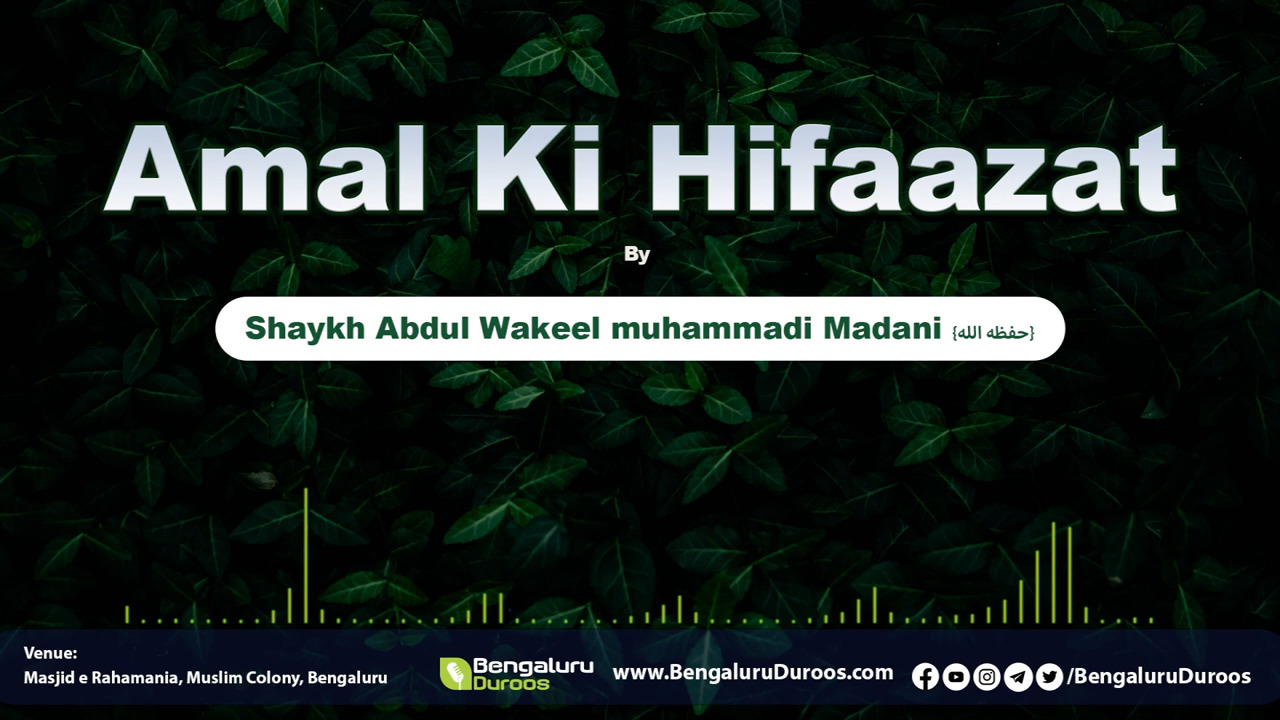 Amal Ki Hifaazat
By
Shaykh Abdul Wakeel muhammadi Madani {حفظه الله}
Venue:
Masjid e Rahamania, Muslim Colony, Bengaluru
Bengaluru
Duroos
www.BengaluruDuroos.com
/BengaluruDuroos